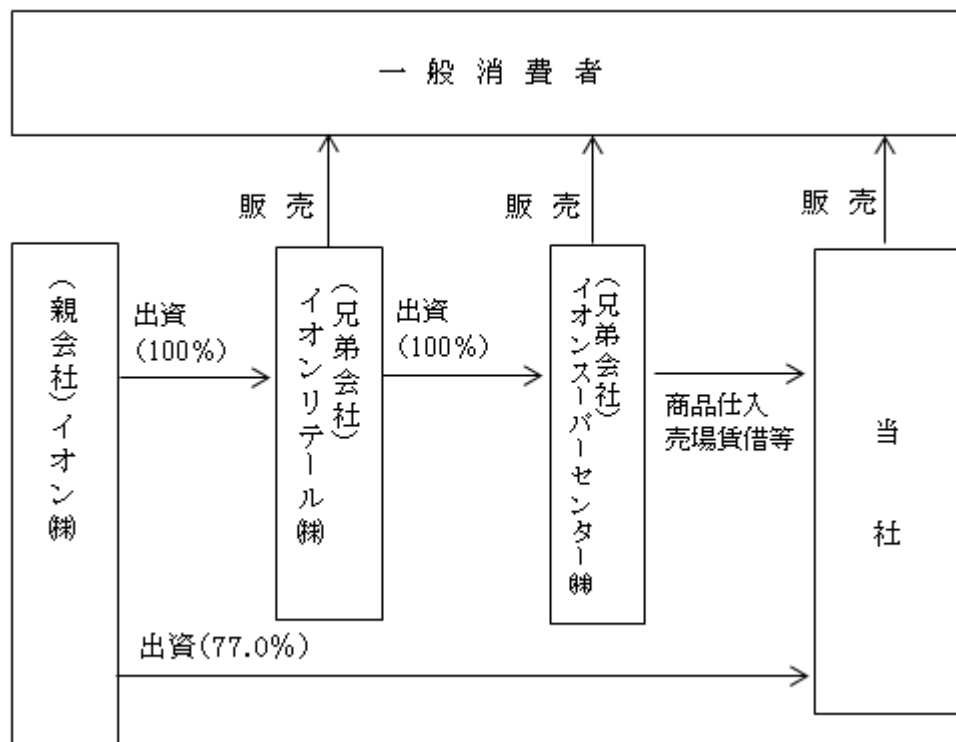 一般消費者
販売
販売
販売
(親会社)イオン㈱
出資
(100%)
(兄弟会社)
イオンリテール㈱
出資
(100%)
(兄弟会社)
イオンスーパーセンター㈱
商品仕入
売場賃借等
当社
出資(77.0%)